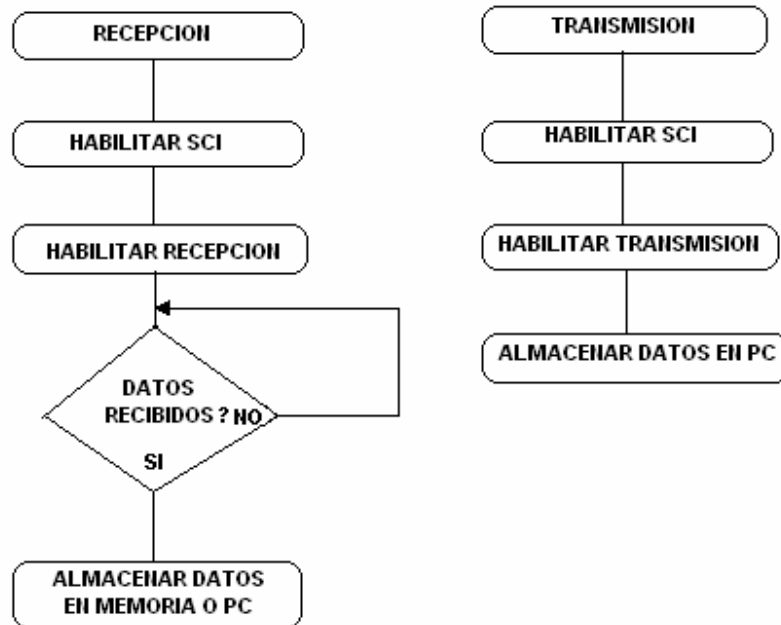 RECEPCION
HABILITAR SCI
HABILITAR RECEPCION
DATOS
RECIBIDOS ? NO
SI
ALMACENAR DATOS
EN MEMORIA O PC
TRANSMISION
HABILITAR SCI
HABILITAR TRANSMISION
ALMACENAR DATOS EN PC